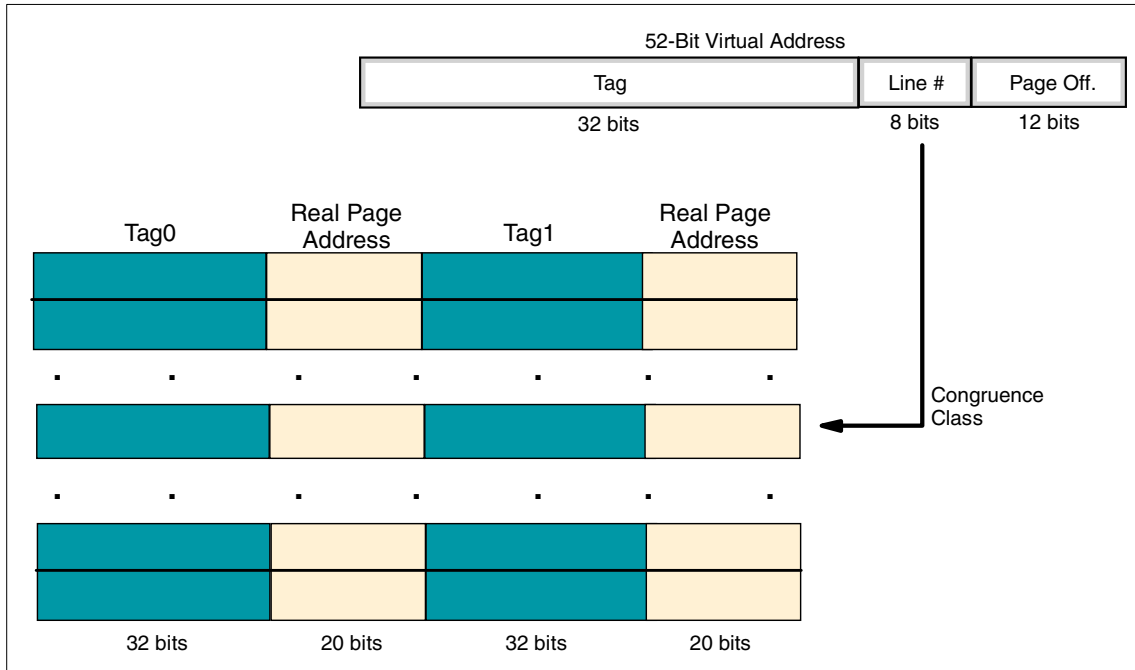 52-Bit Virtual Address
Tag
Line #
Page Off.
32 bits
8 bits
12 bits
Tag0
Real Page
Address
Tag1
Real Page
Address
Congruence
Class
32 bits
20 bits
32 bits
20 bits